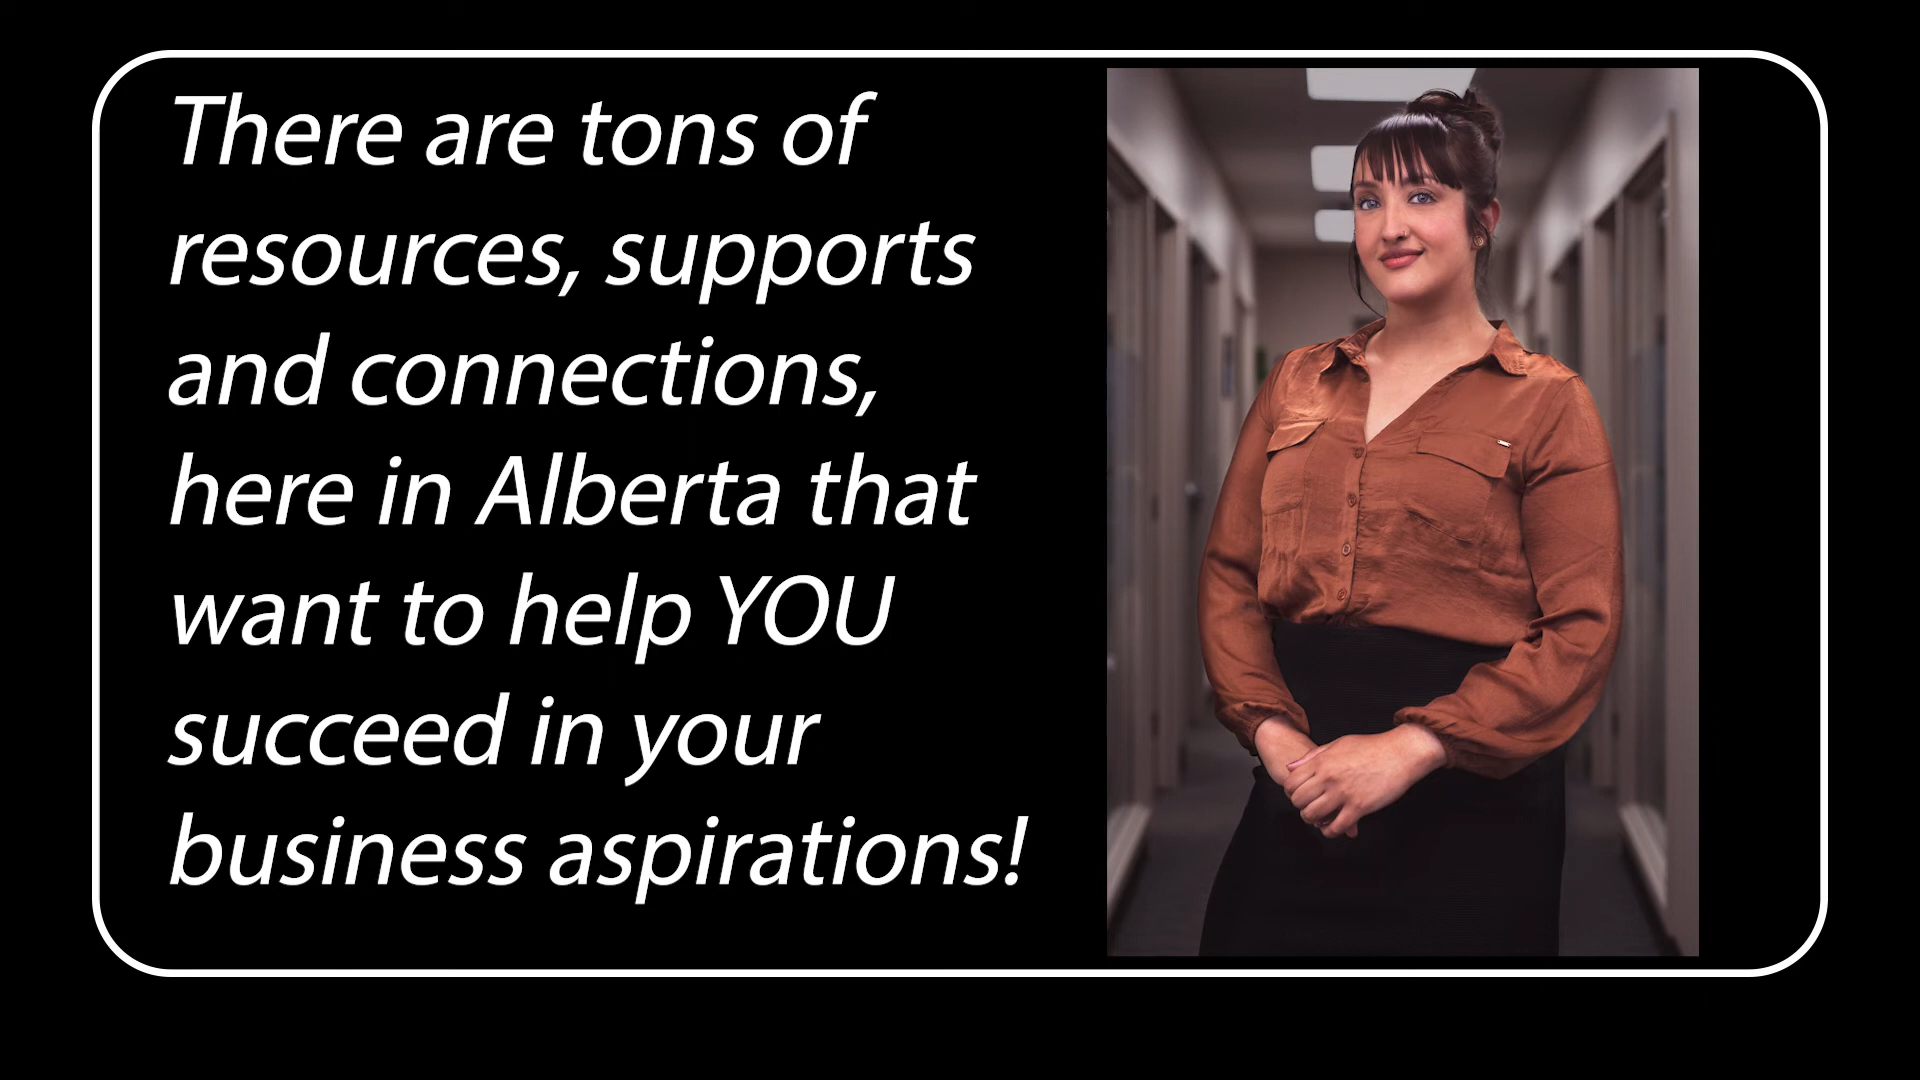 There are tons of
resources, supports
and connections,
here in Alberta that
want to help YOU
succeed in your
business aspirations!